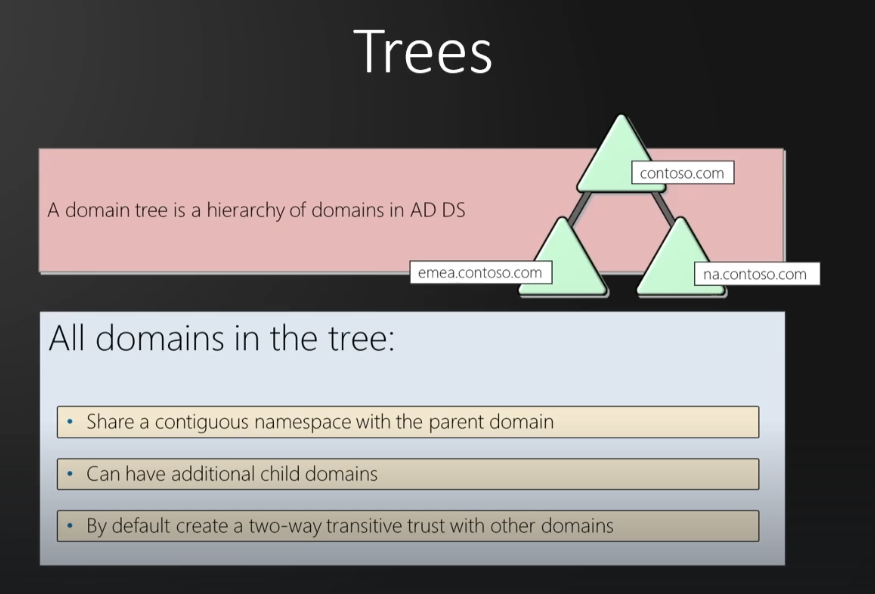 Trees
contoso.com
A domain tree is a hierarchy of domains in AD DS
emea.contoso.com
na.contoso.com
All domains in the tree:
• Share a contiguous namespace with the parent domain
• Can have additional child domains
• By default create a two-way transitive trust with other domains